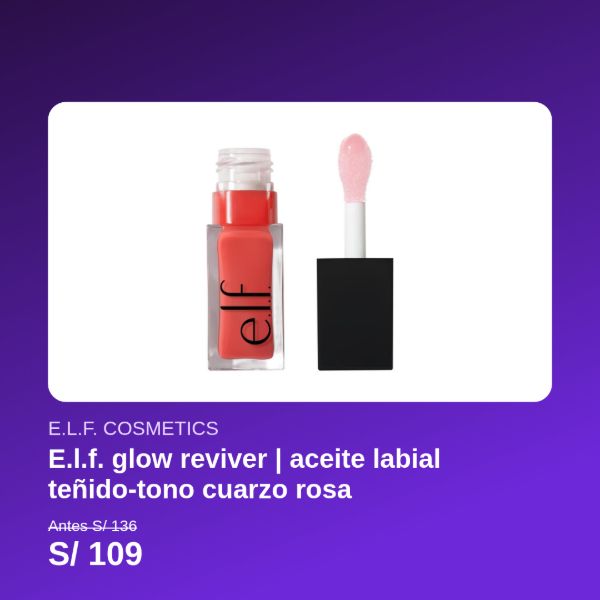 e.l.f.
E.L.F. COSMETICS
E.l.f. glow reviver | aceite labial
teñido-tono cuarzo rosa
Antes S/ 136
S/ 109